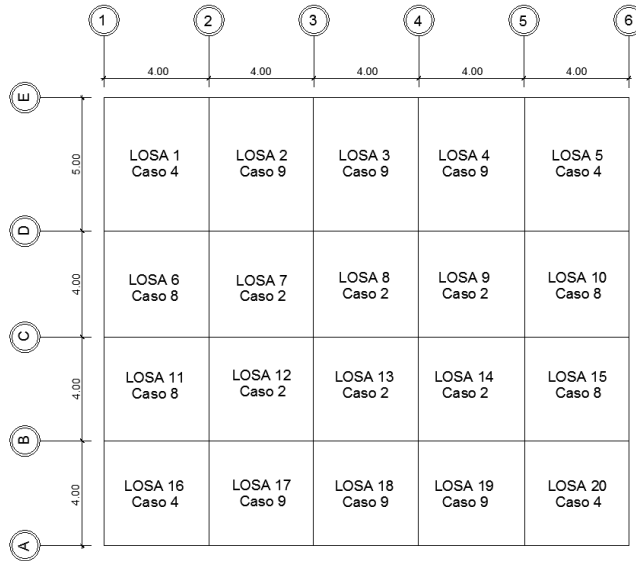 1 2 3 4 5 6
4.00 4.00 4.00 4.00 4.00
E
5.00
LOSA 1 LOSA 2 LOSA 3 LOSA 4 LOSA 5
Caso 4 Caso 9 Caso 9 Caso 9 Caso 4
D
4.00
LOSA 6 LOSA 7 LOSA 8 LOSA 9 LOSA 10
Caso 8 Caso 2 Caso 2 Caso 2 Caso 8
C
4.00
LOSA 11 LOSA 12 LOSA 13 LOSA 14 LOSA 15
Caso 8 Caso 2 Caso 2 Caso 2 Caso 8
B
4.00
LOSA 16 LOSA 17 LOSA 18 LOSA 19 LOSA 20
Caso 4 Caso 9 Caso 9 Caso 9 Caso 4
A